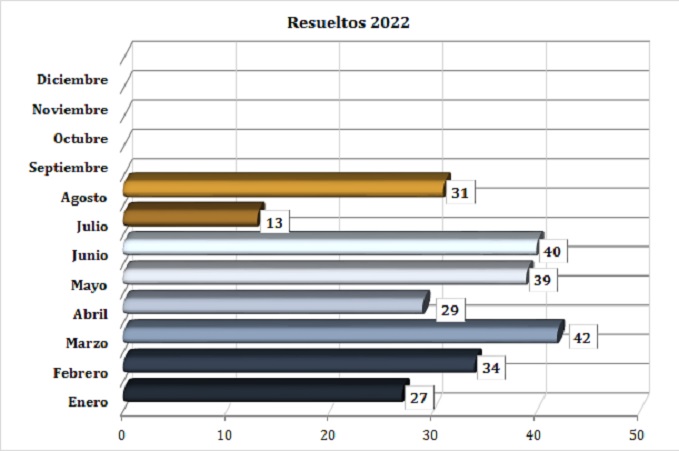 Resueltos 2022
Diciembre
Noviembre
Octubre
Septiembre
Agosto 31
Julio 13
Junio 40
Mayo 39
Abril 29
Marzo 42
Febrero 34
Enero 27
0 10 20 30 40 50